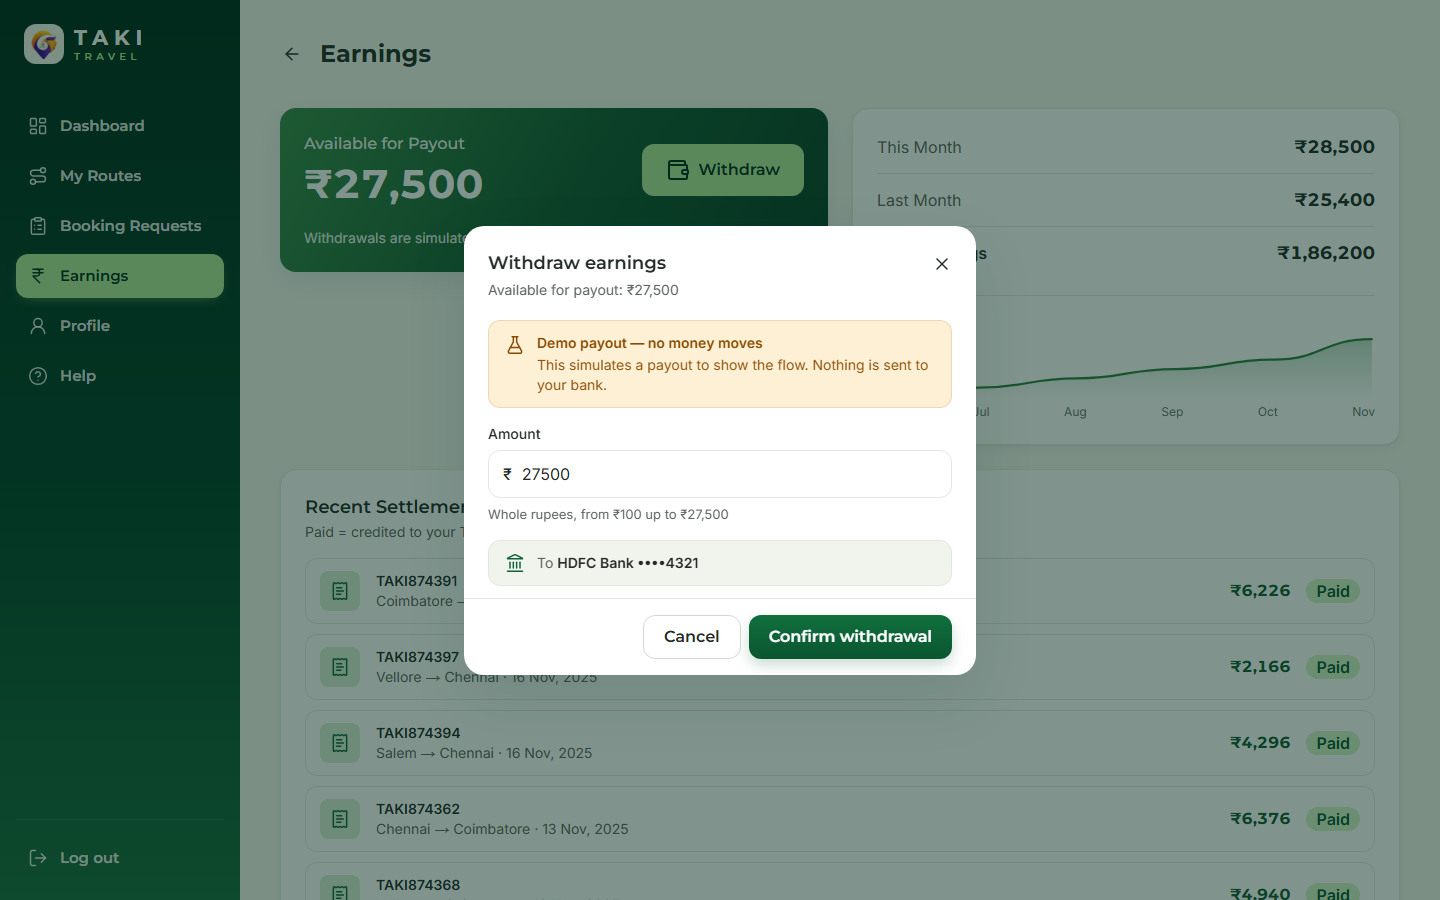 TAKI
TRAVEL
Dashboard
My Routes
Booking Requests
Earnings
Profile
Help
Log out
Earnings
Available for Payout
₹27,500
Withdraw
Withdrawals are
This Month ₹28,500
Last Month ₹25,400
₹1,86,200
Jul Aug Sep Oct Nov
Withdraw earnings
Available for payout: ₹27,500
Demo payout — no money moves
This simulates a payout to show the flow. Nothing is sent to
your bank.
Amount
₹ 27500
Whole rupees, from ₹100 up to ₹27,500
To HDFC Bank ••••4321
Cancel
Confirm withdrawal
Recent
Paid = credited to your
TAKI874391
Coimbatore
₹6,226 Paid
TAKI874397
Vellore → Chennai · 16 Nov, 2025
₹2,166 Paid
TAKI874394
Salem → Chennai · 16 Nov, 2025
₹4,296 Paid
TAKI874362
Chennai → Coimbatore · 13 Nov, 2025
₹6,376 Paid
TAKI874368
₹4,940 Paid